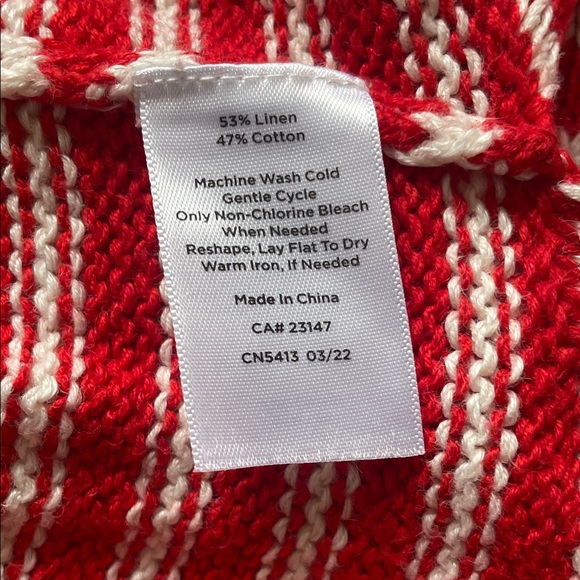 53% Linen
47% Cotton
Machine Wash Cold
Gentle Cycle
Only Non-Chlorine Bleach
When Needed
Reshape, Lay Flat To Dry
Warm Iron, If Needed
Made In China
CA# 23147
CN5413 03/22